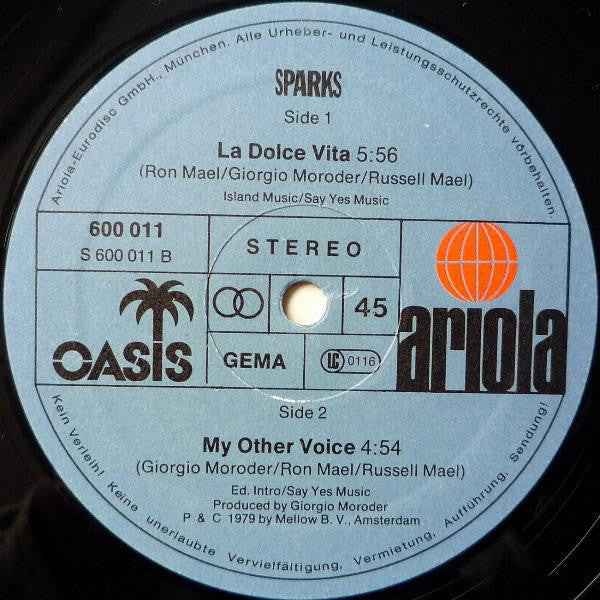 Ariola-Eurodisc GmbH., München. Alle Urheber- und Leistungsschutzrechte vorbehalten.
SPARKS
Side 1
La Dolce Vita 5:56
(Ron Mael/Giorgio Moroder/Russell Mael)
Island Music/Say Yes Music
600 011
S 600 011 B
STEREO
45
OASIS
GEMA
LC 0116
ariola
Side 2
My Other Voice 4:54
(Giorgio Moroder/Ron Mael/Russell Mael)
Ed. Intro/Say Yes Music
Produced by Giorgio Moroder
P & C 1979 by Mellow B. V., Amsterdam
Kein Verleih! Keine unerlaubte Vervielfältigung, Vermietung, Aufführung, Sendung!